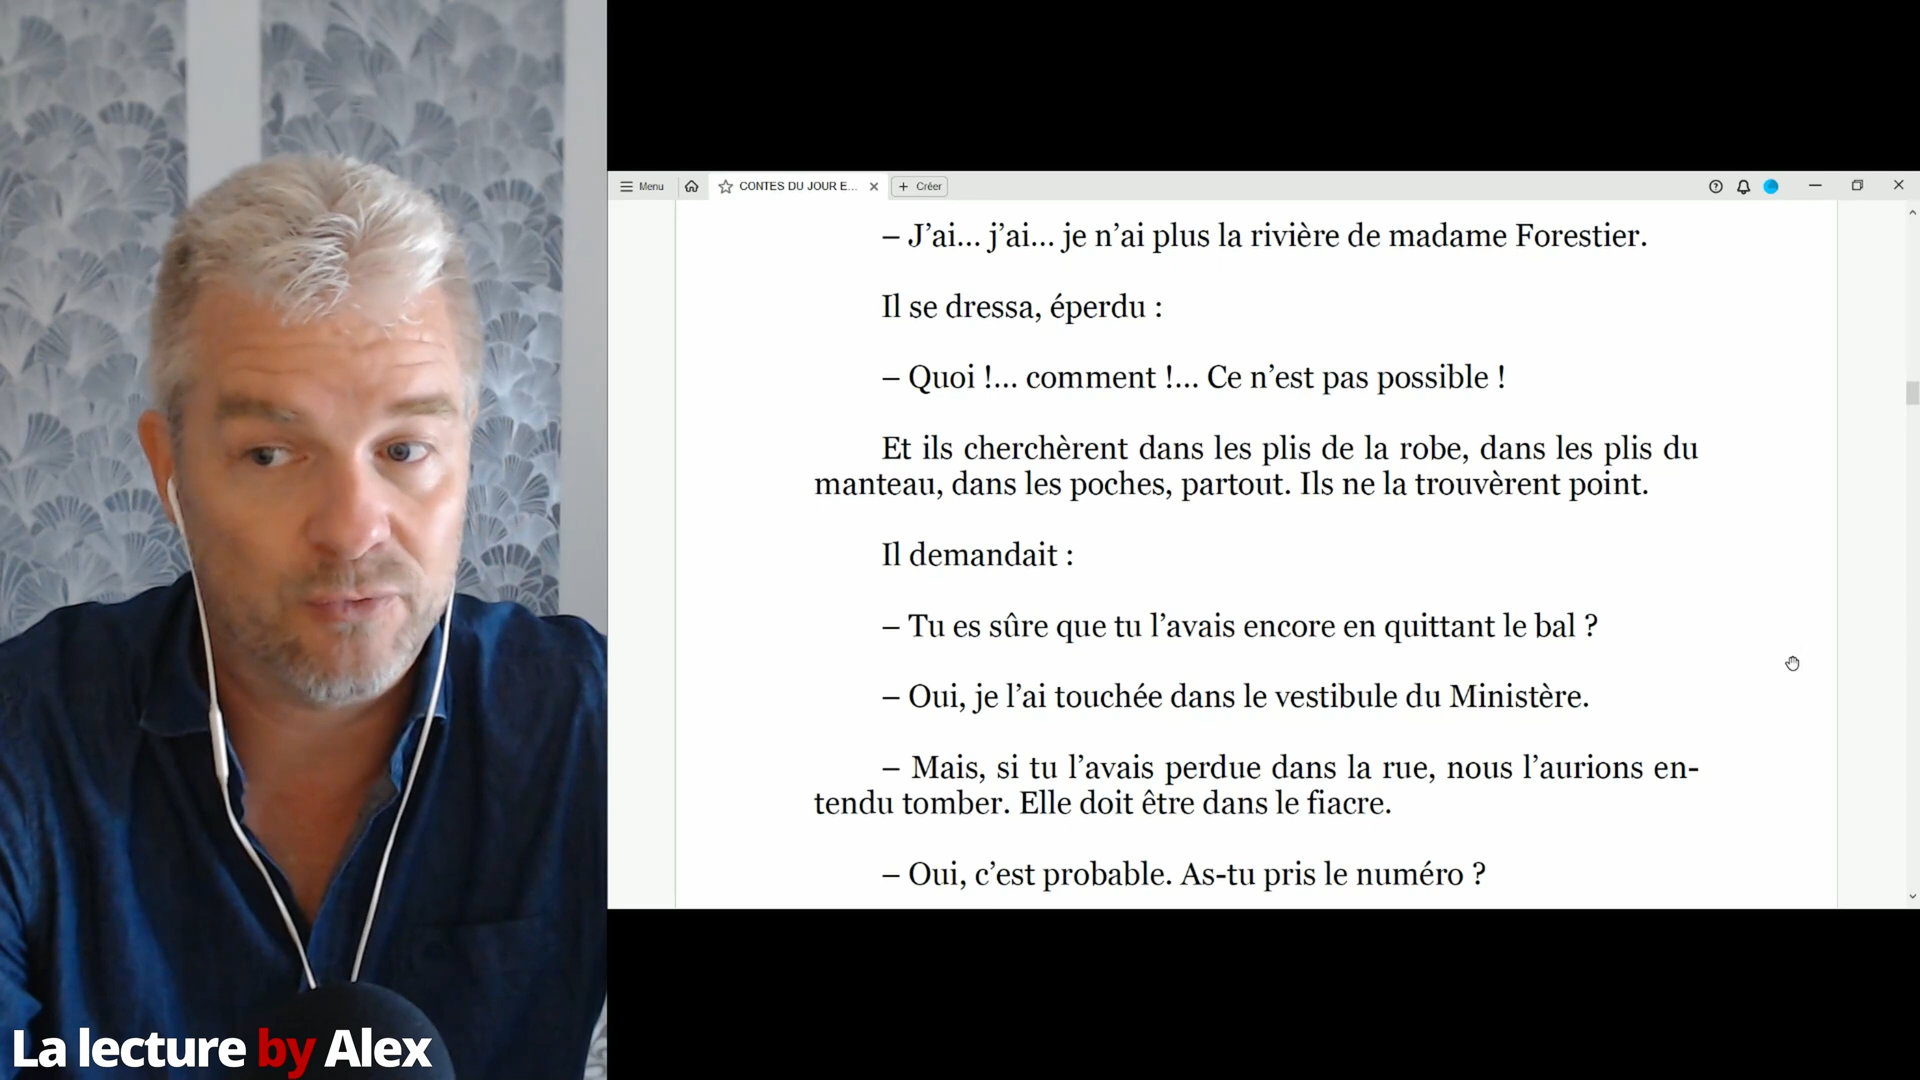 Menu
CONTES DU JOUR E...
Créer
– J’ai... j’ai... je n’ai plus la rivière de madame Forestier.
Il se dressa, éperdu :
– Quoi !... comment !... Ce n’est pas possible !
Et ils cherchèrent dans les plis de la robe, dans les plis du
manteau, dans les poches, partout. Ils ne la trouvèrent point.
Il demandait :
– Tu es sûre que tu l’avais encore en quittant le bal ?
– Oui, je l’ai touchée dans le vestibule du Ministère.
– Mais, si tu l’avais perdue dans la rue, nous l’aurions en-
tendu tomber. Elle doit être dans le fiacre.
– Oui, c’est probable. As-tu pris le numéro ?
La lecture by Alex